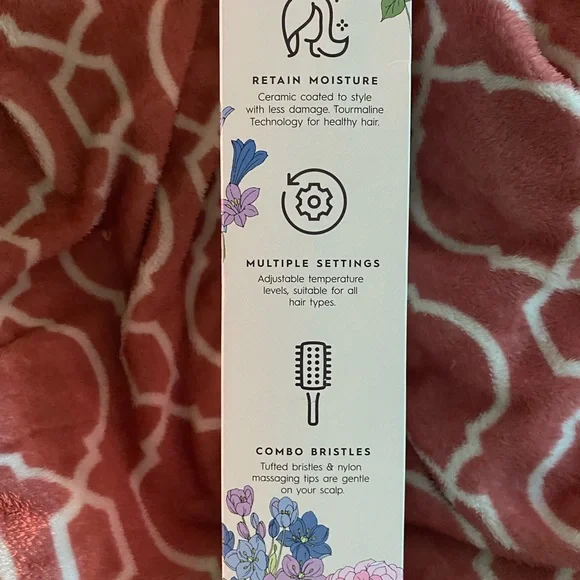 RETAIN MOISTURE
Ceramic coated to style
with less damage. Tourmaline
Technology for healthy hair.
MULTIPLE SETTINGS
Adjustable temperature
levels, suitable for all
hair types.
COMBO BRISTLES
Tufted bristles & nylon
massaging tips are gentle
on your scalp.